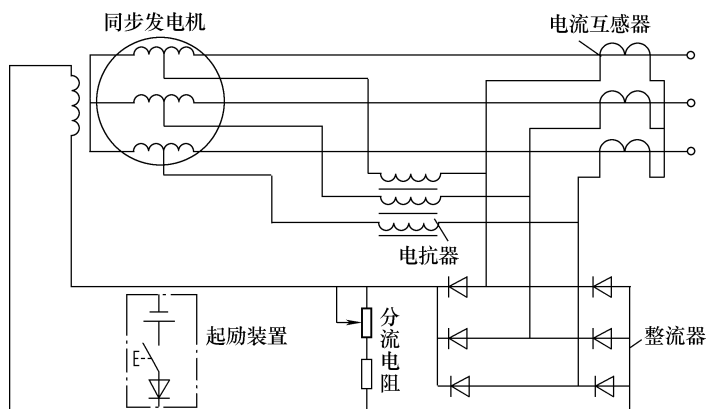 同步发电机
电流互感器
电抗器
起励装置
分流电阻
整流器